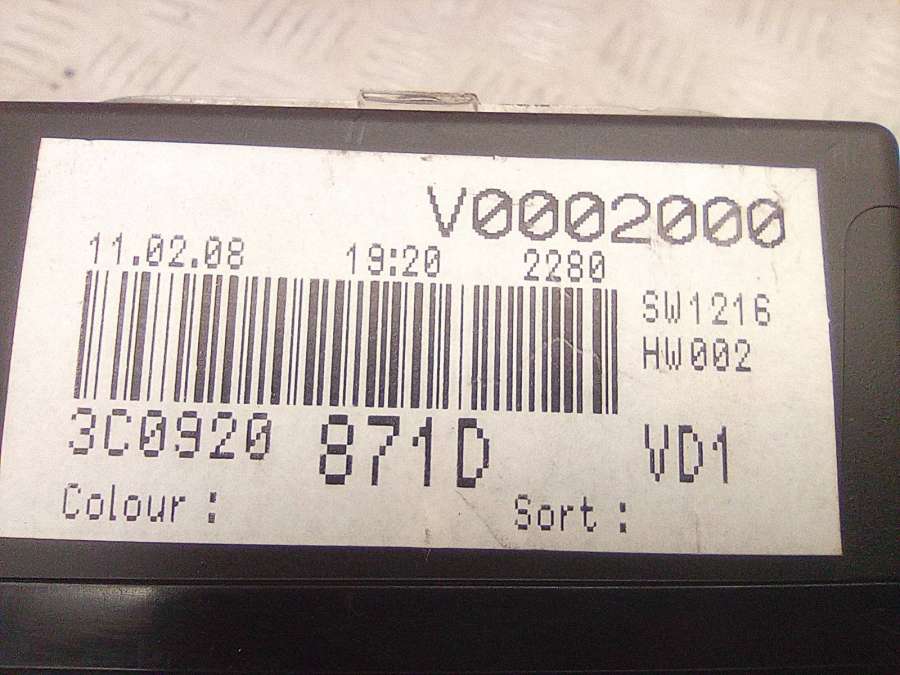 V0002000
11.02.08 19:20 2280
SW1216
HW002
3C0920 871D VD1
Colour : Sort :